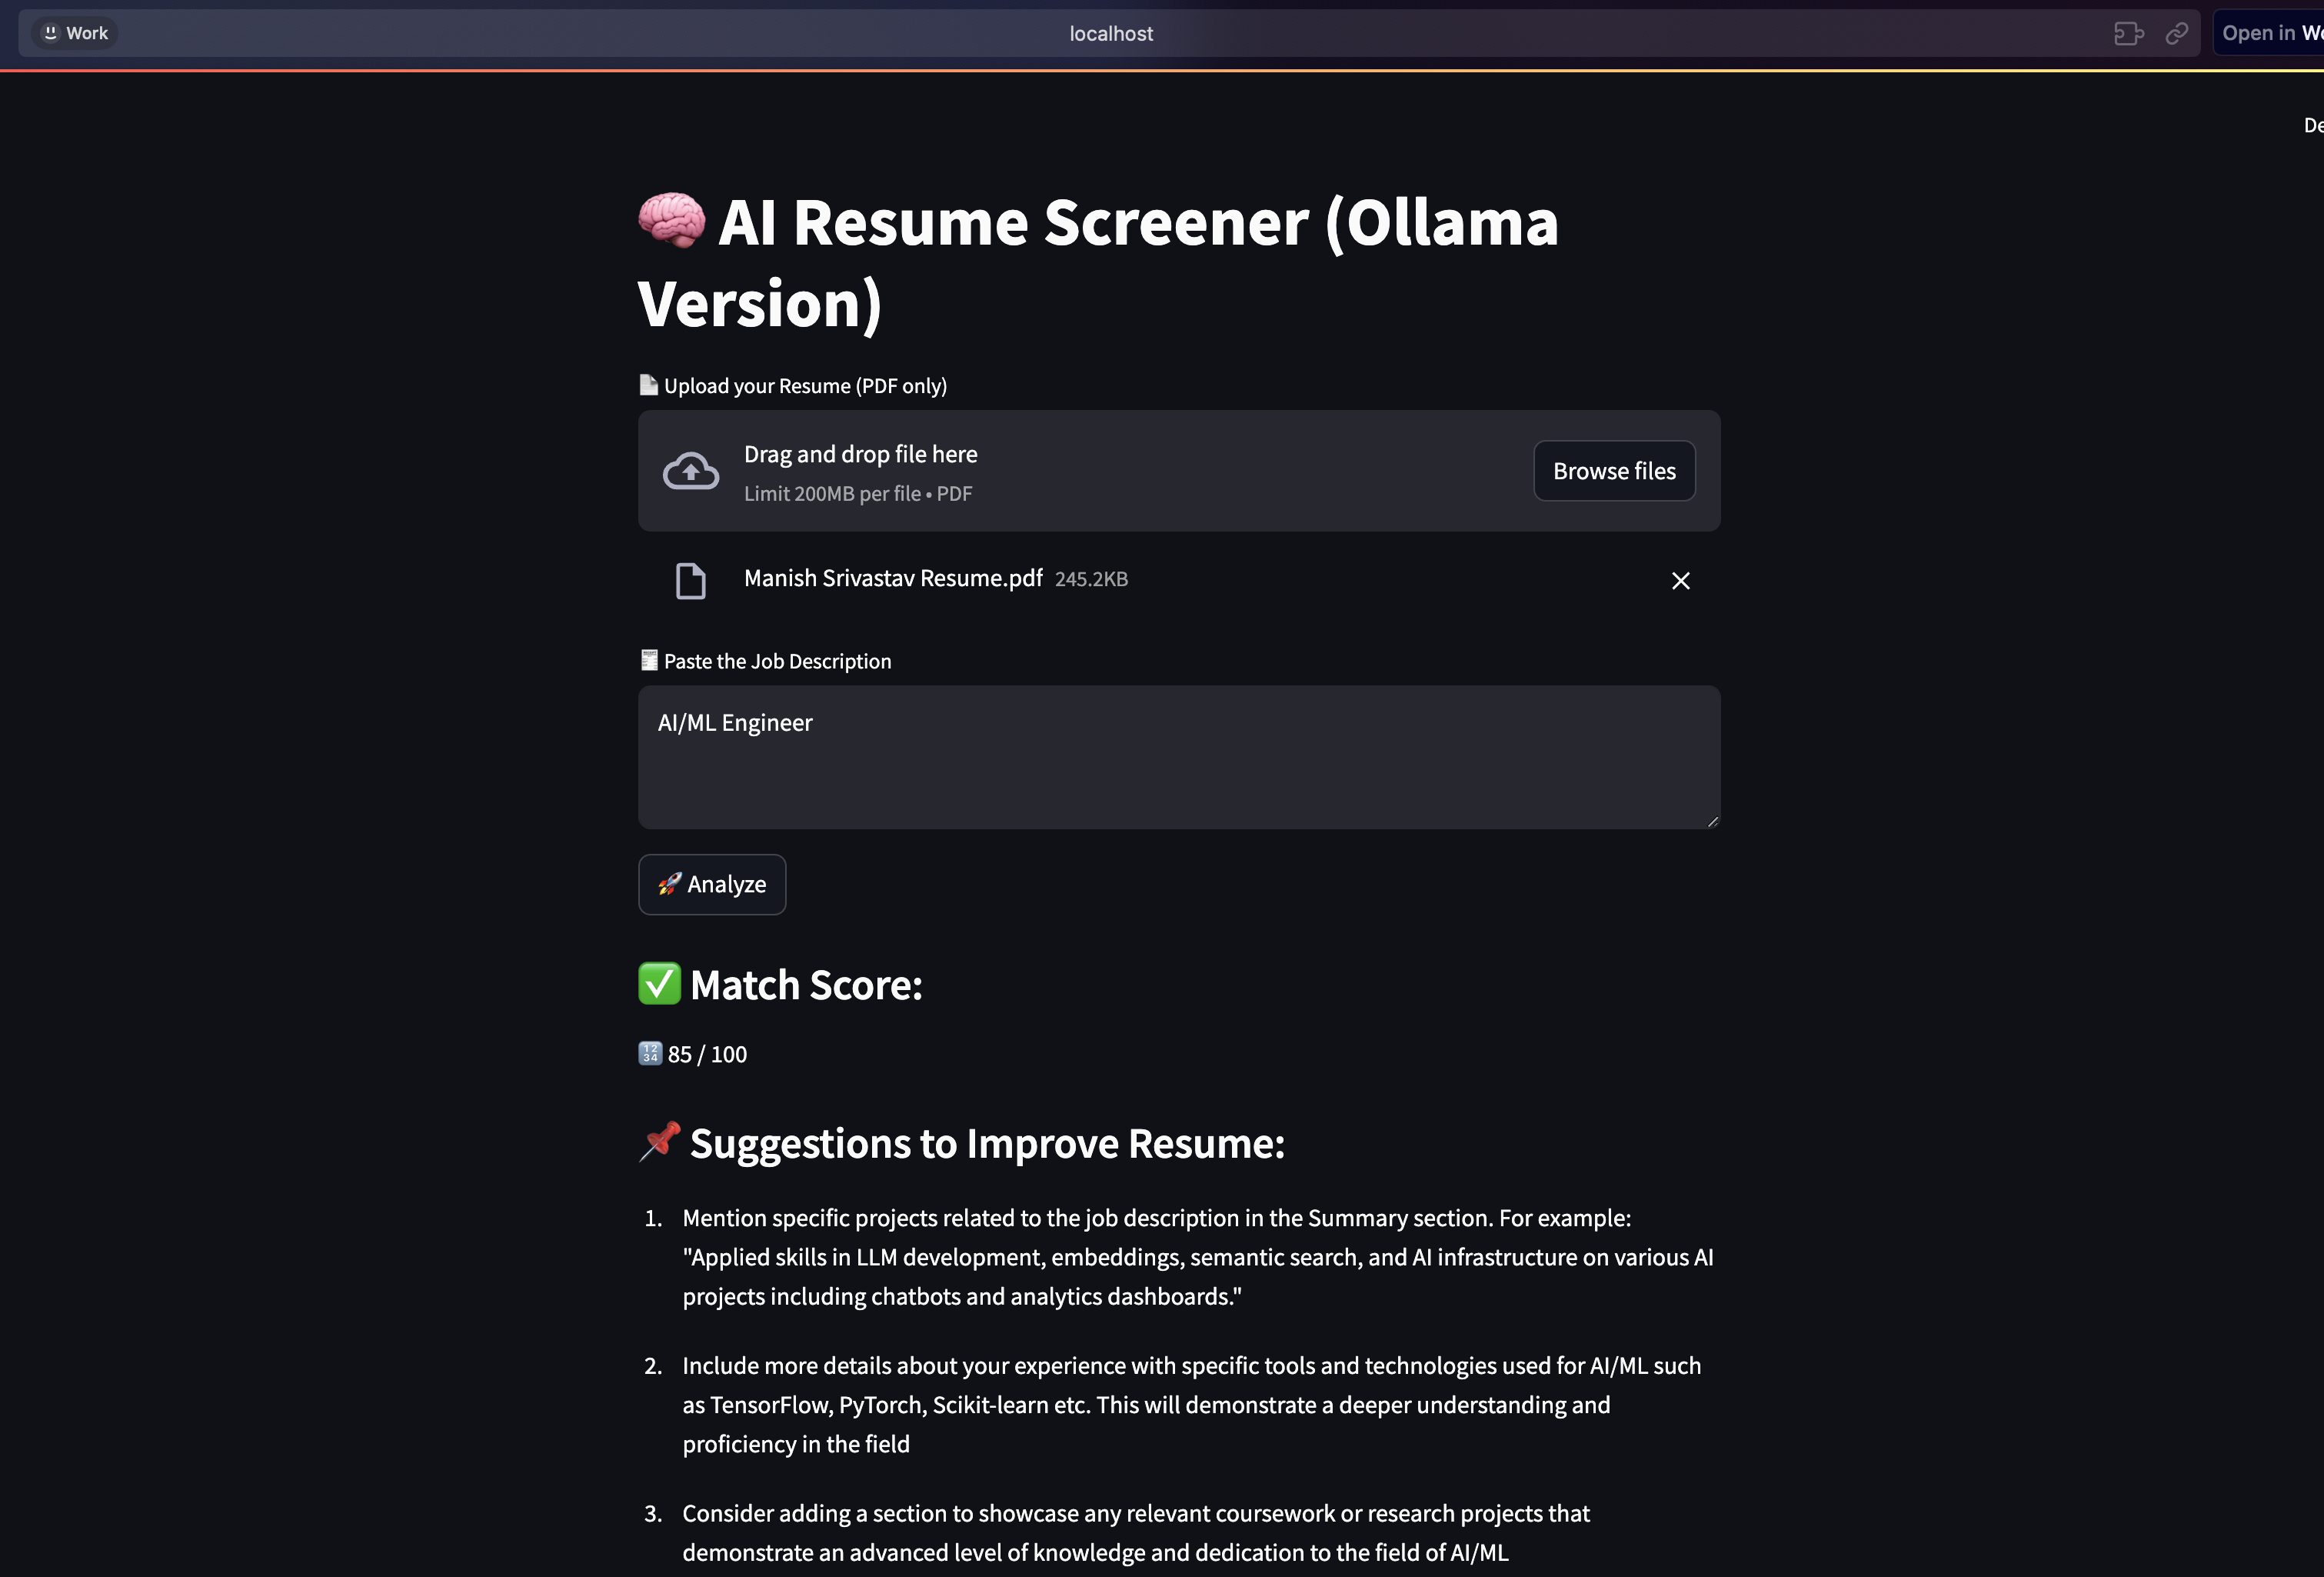 Work
localhost
Open in We
De
🧠 AI Resume Screener (Ollama
Version)
📄 Upload your Resume (PDF only)
Drag and drop file here
Limit 200MB per file • PDF
Browse files
Manish Srivastav Resume.pdf 245.2KB
🧾 Paste the Job Description
AI/ML Engineer
🚀 Analyze
✅ Match Score:
🔢 85 / 100
📌 Suggestions to Improve Resume:
1. Mention specific projects related to the job description in the Summary section. For example:
"Applied skills in LLM development, embeddings, semantic search, and AI infrastructure on various AI
projects including chatbots and analytics dashboards."
2. Include more details about your experience with specific tools and technologies used for AI/ML such
as TensorFlow, PyTorch, Scikit-learn etc. This will demonstrate a deeper understanding and
proficiency in the field
3. Consider adding a section to showcase any relevant coursework or research projects that
demonstrate an advanced level of knowledge and dedication to the field of AI/ML